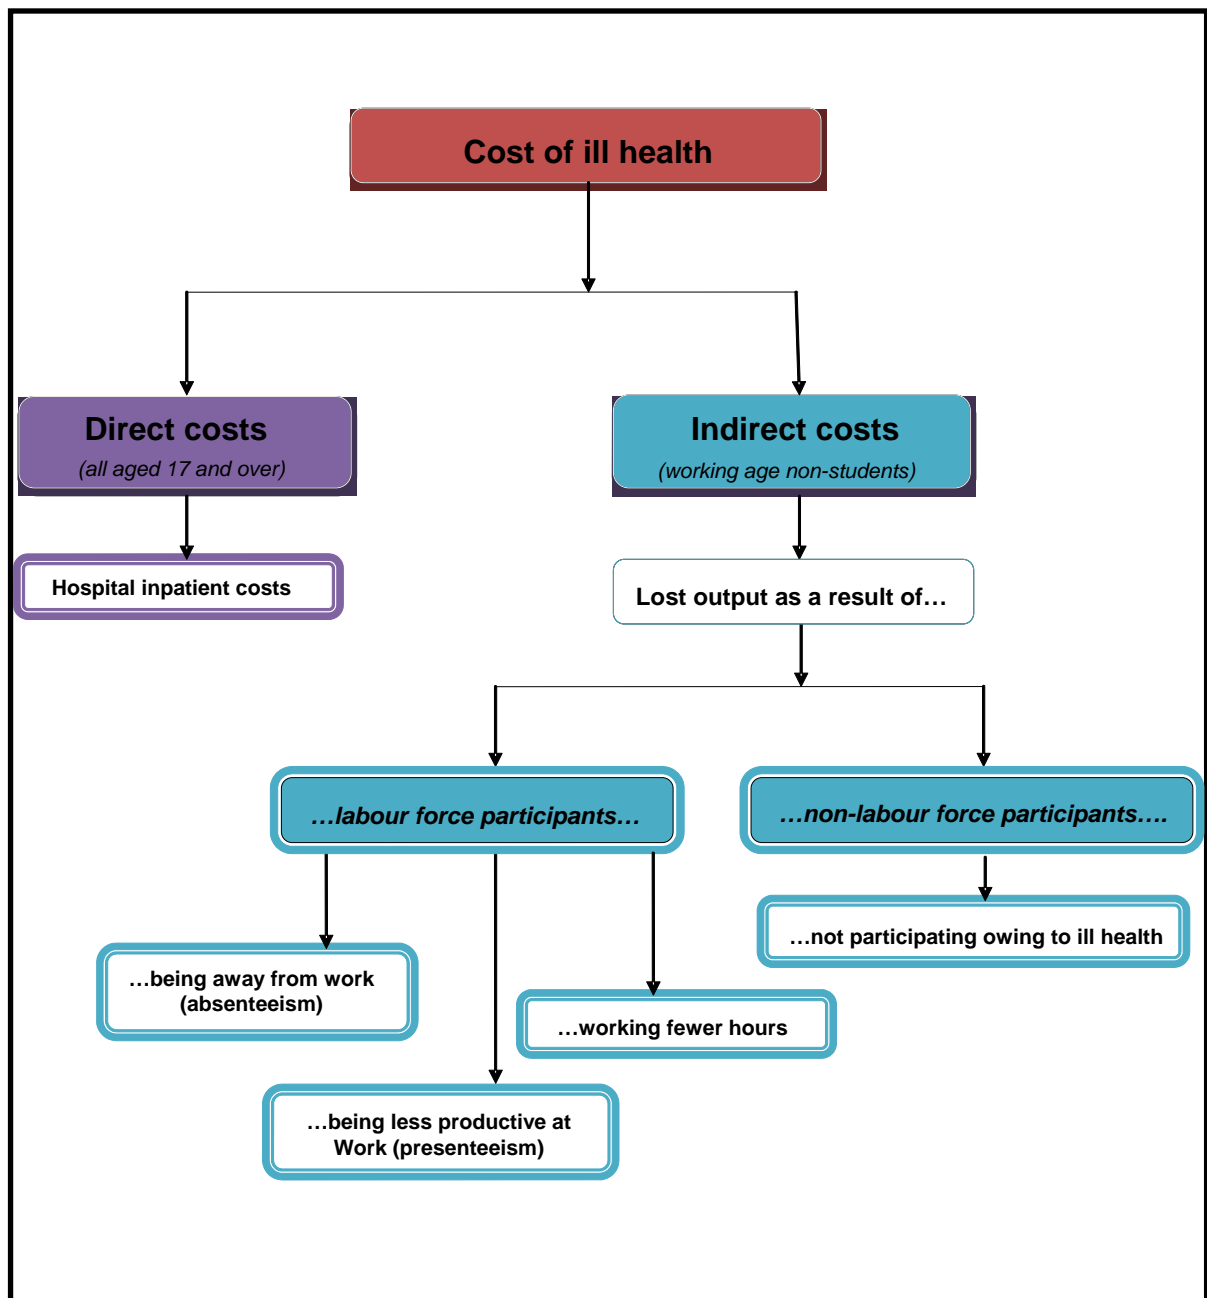 Cost of ill health
Direct costs
(all aged 17 and over)
Indirect costs
(working age non-students)
Hospital inpatient costs
Lost output as a result of…
…labour force participants…
…non-labour force participants….
…not participating owing to ill health
…being away from work
(absenteeism)
…working fewer hours
…being less productive at
Work (presenteeism)